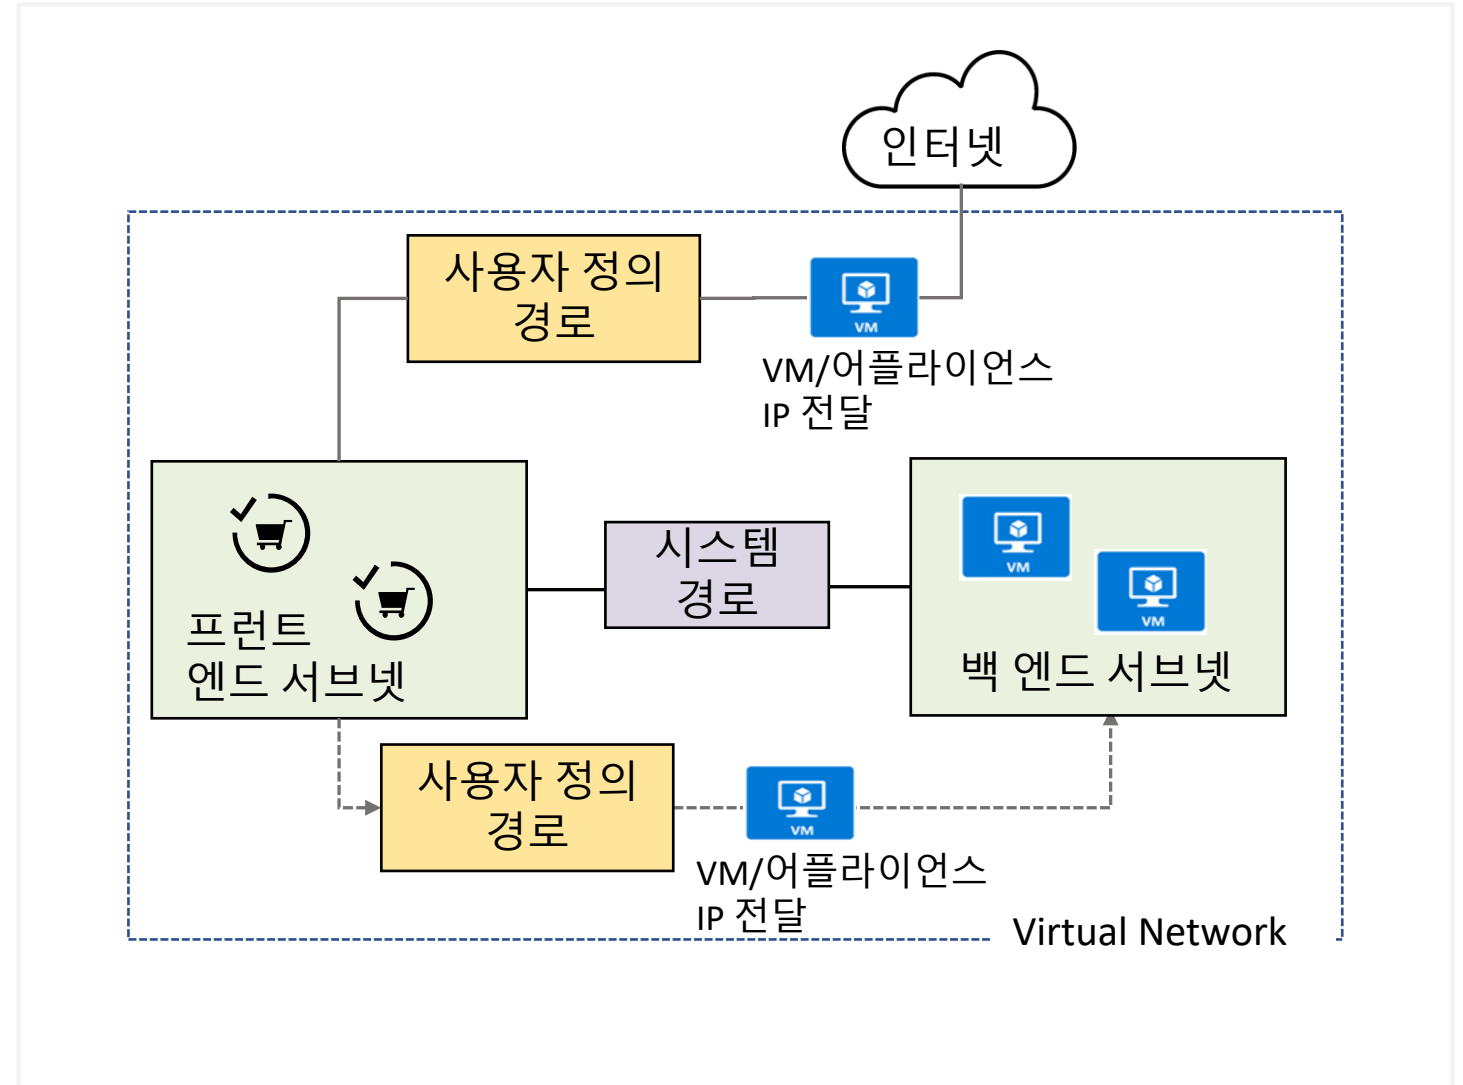 인터넷
사용자 정의
경로
VM
VM/어플라이언스
IP 전달
프런트
엔드 서브넷
시스템
경로
VM
VM
백 엔드 서브넷
사용자 정의
경로
VM
VM/어플라이언스
IP 전달
Virtual Network